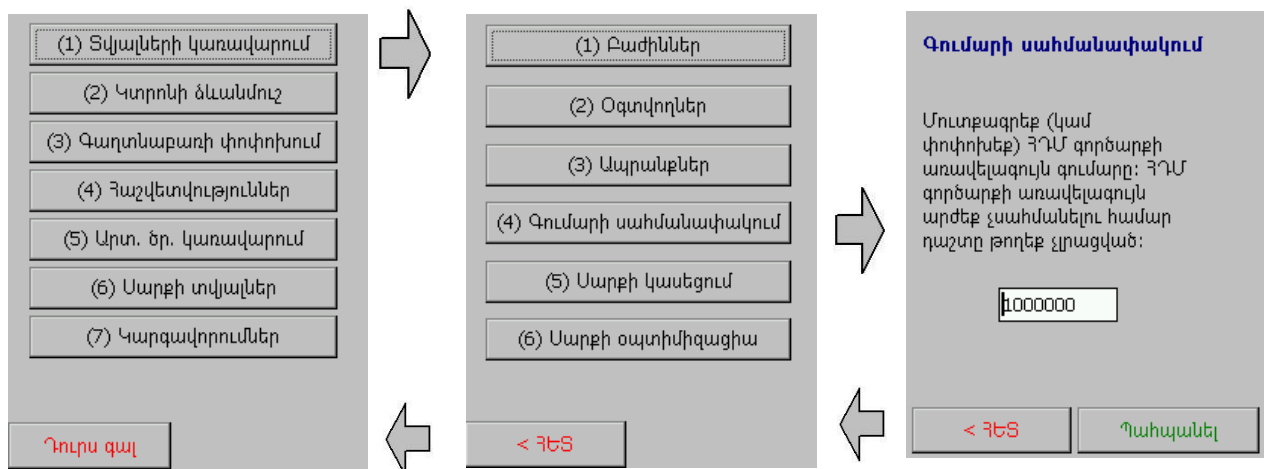 (1) Տվյալների կառավարում
(2) Կտրոնի ձևանմուշ
(3) Գաղտնաբառի փոփոխում
(4) Հաշվետվություններ
(5) Արտ. ծր. կառավարում
(6) Սարքի տվյալներ
(7) Կարգավորումներ
Դուրս գալ
(1) Բաժիններ
(2) Օգտվողներ
(3) Ապրանքներ
(4) Գումարի սահմանափակում
(5) Սարքի կասեցում
(6) Սարքի օպտիմիզացիա
< ՀԵՏ
Գումարի սահմանափակում
Մուտքագրեք (կամ
փոփոխեք) ՀԴՄ գործարքի
առավելագույն գումարը: ՀԴՄ
գործարքի առավելագույն
արժեք չսահմանելու համար
դաշտը թողեք չլրացված:
1000000
< ՀԵՏ
Պահպանել